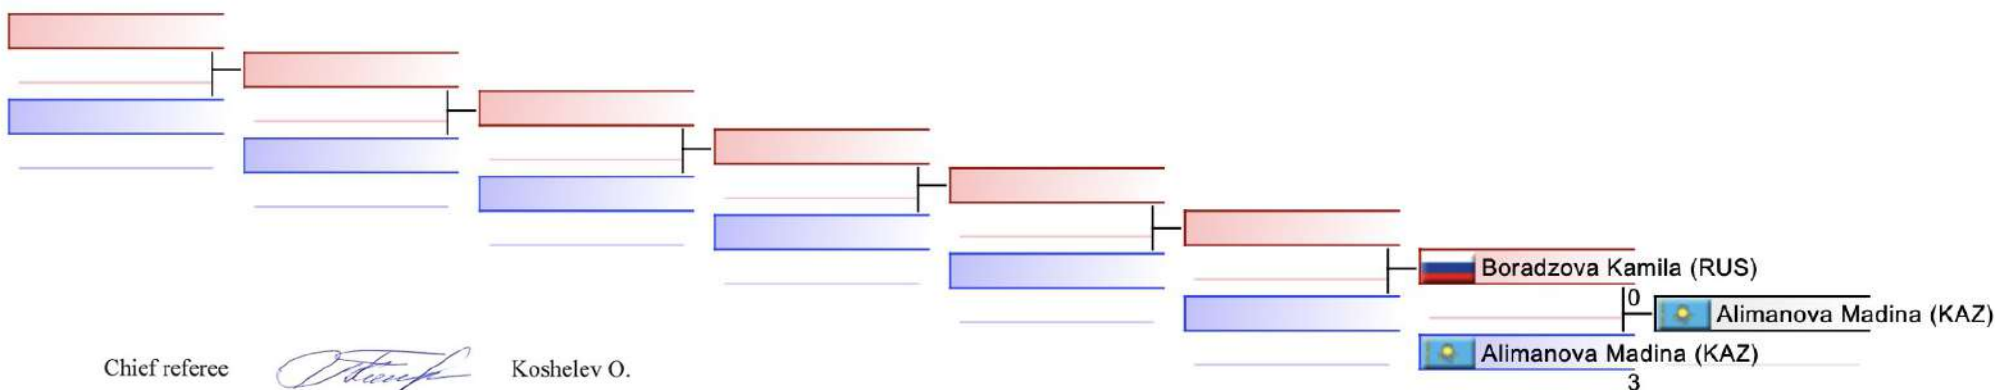 Boradzova Kamila (RUS)
0
Alimanova Madina (KAZ)
Alimanova Madina (KAZ)
3
Chief referee Koshelev O.